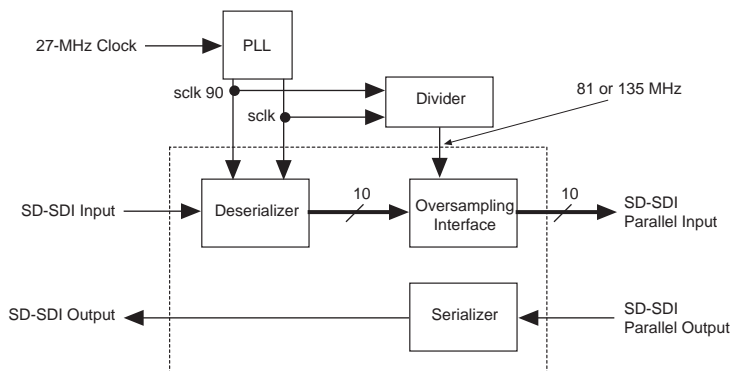 27-MHz Clock
PLL
sclk 90
sclk
Divider
81 or 135 MHz
SD-SDI Input
Deserializer
10
Oversampling
Interface
10
SD-SDI
Parallel Input
SD-SDI Output
Serializer
SD-SDI
Parallel Output